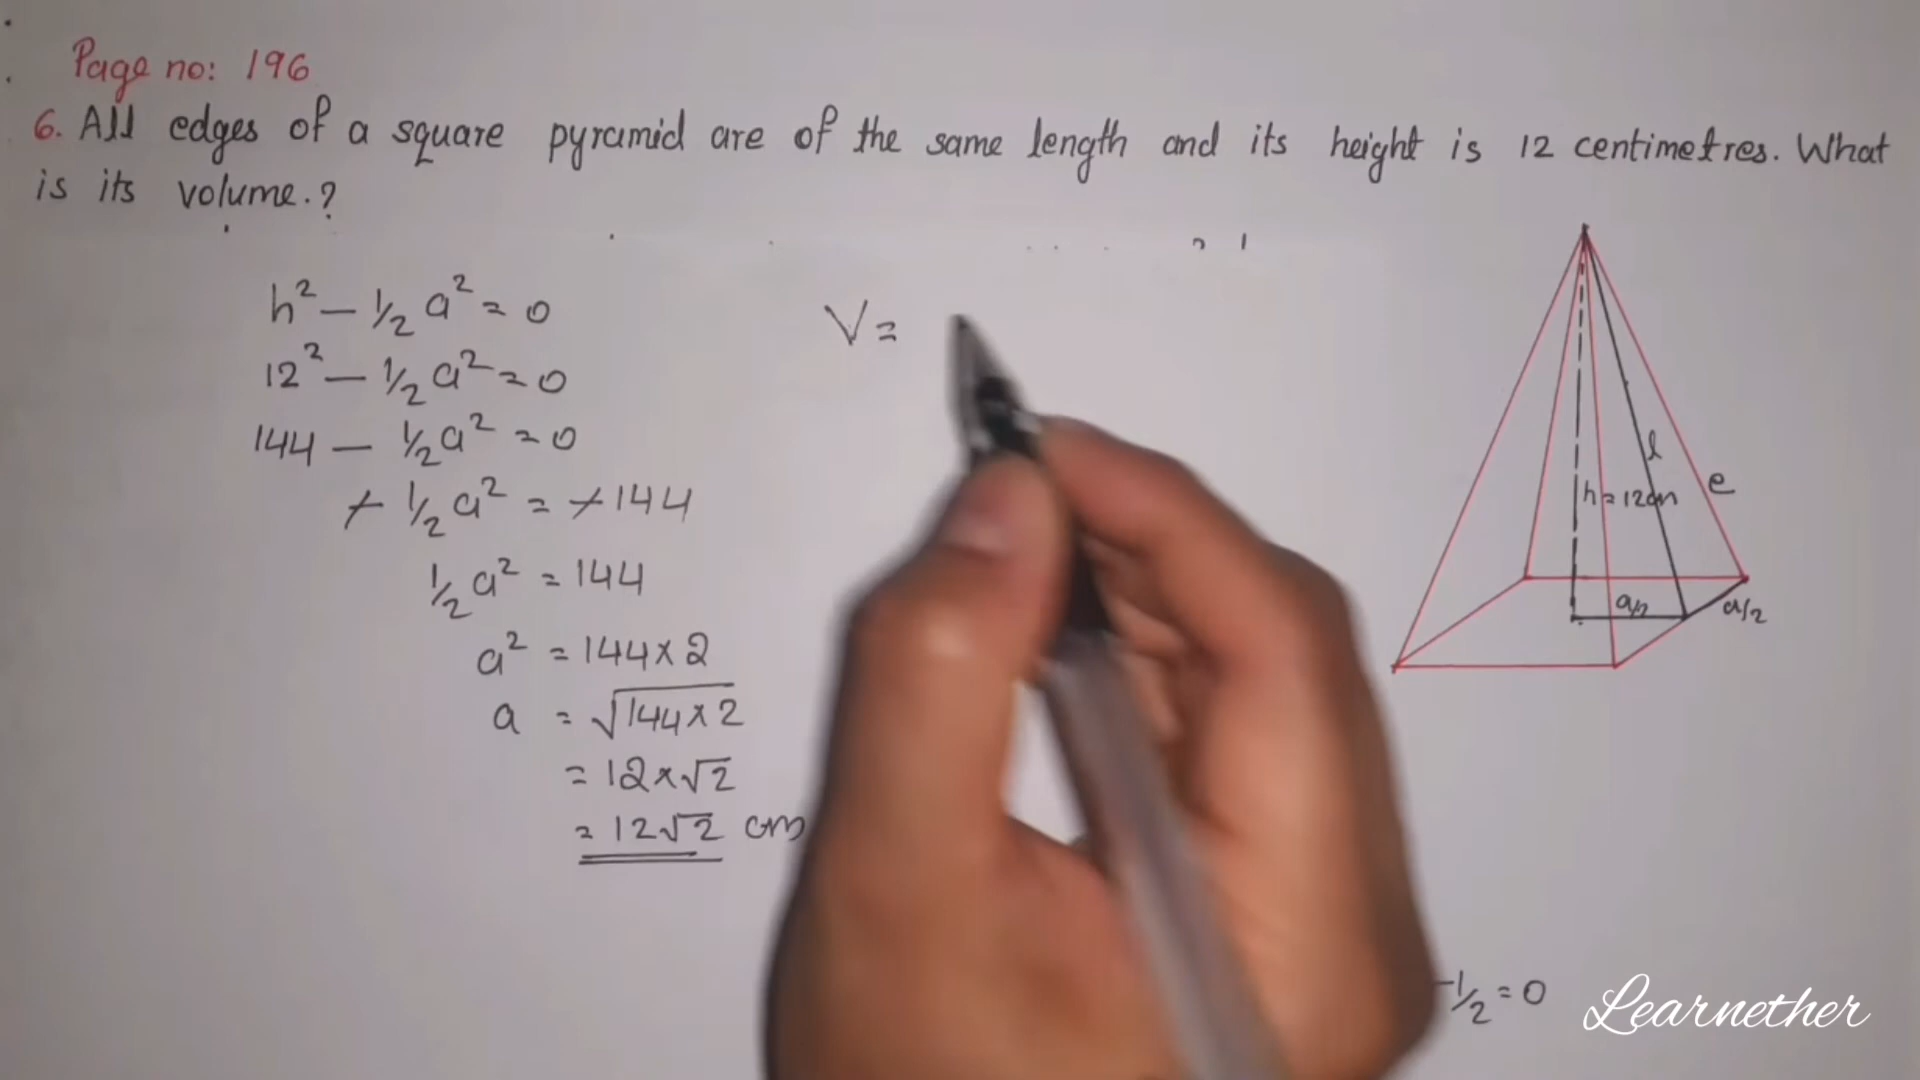 Page no: 196
6. All edges of a square pyramid are of the same length and its height is 12 centimetres. What
is its volume.?
h² - 1/2 a² = 0
12² - 1/2 a² = 0
144 - 1/2 a² = 0
- 1/2 a² = -144
1/2 a² = 144
a² = 144 × 2
a = √144 × 2
= 12 × √2
= 12√2 cm
V =
l
e
h = 12cm
a/2
a/2
-1/2 = 0
Learnether